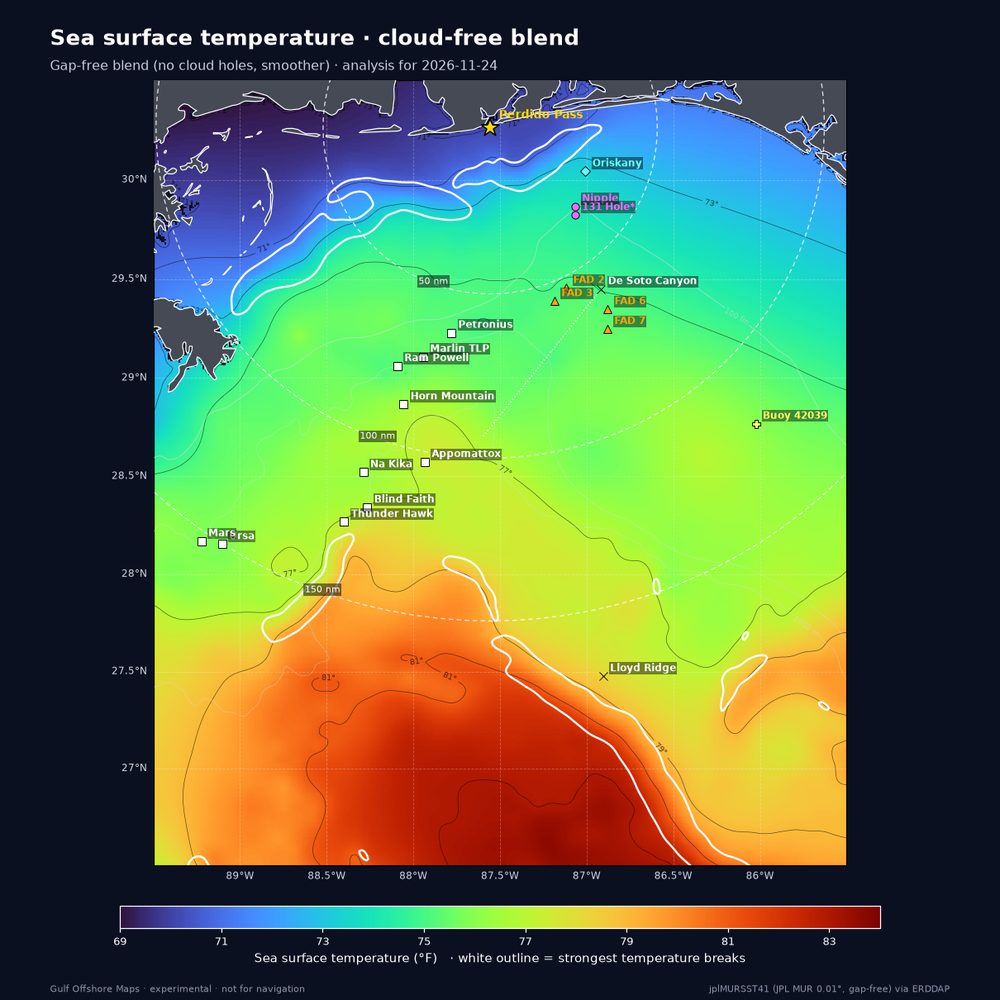 Sea surface temperature · cloud-free blend
Gap-free blend (no cloud holes, smoother) · analysis for 2026-11-24
Perdido Pass
71°
73°
Oriskany
30°N
Nipple
131 Hole*
73°
71°
29.5°N
50 nm
FAD 2
De Soto Canyon
FAD 3
FAD 6
100 fm
FAD 7
Petronius
Marlin TLP
Ram Powell
29°N
Horn Mountain
Buoy 42039
100 nm
Appomattox
Na Kika
77°
28.5°N
Blind Faith
Thunder Hawk
Mars
Ursa
77°
28°N
150 nm
27.5°N
Lloyd Ridge
81°
81°
81°
79°
27°N
89°W
88.5°W
88°W
87.5°W
87°W
86.5°W
86°W
69
71
73
75
77
79
81
83
Sea surface temperature (°F) · white outline = strongest temperature breaks
Gulf Offshore Maps · experimental · not for navigation
jplMURSST41 (JPL MUR 0.01°, gap-free) via ERDDAP